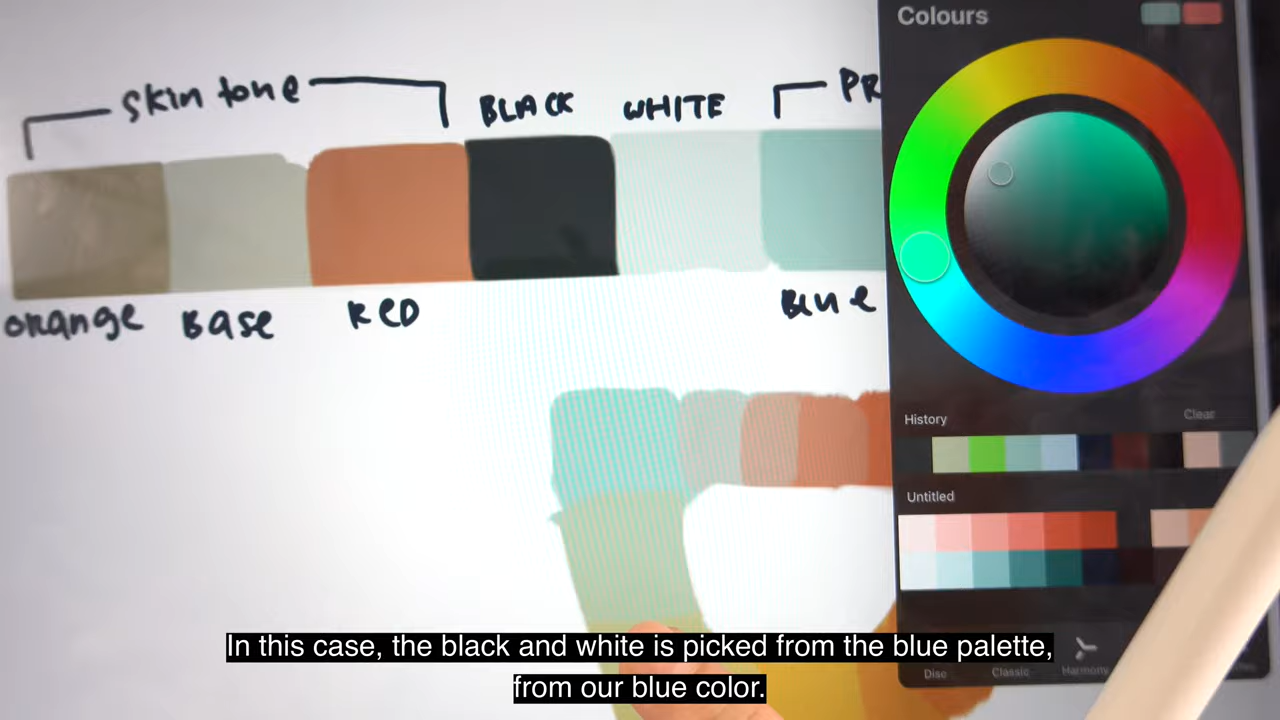 Colours
Skin tone
BLACK
WHITE
PR
orange
Base
Red
Blue
History
Clear
Untitled
Disc
Classic
Harmony
In this case, the black and white is picked from the blue palette,
from our blue color.